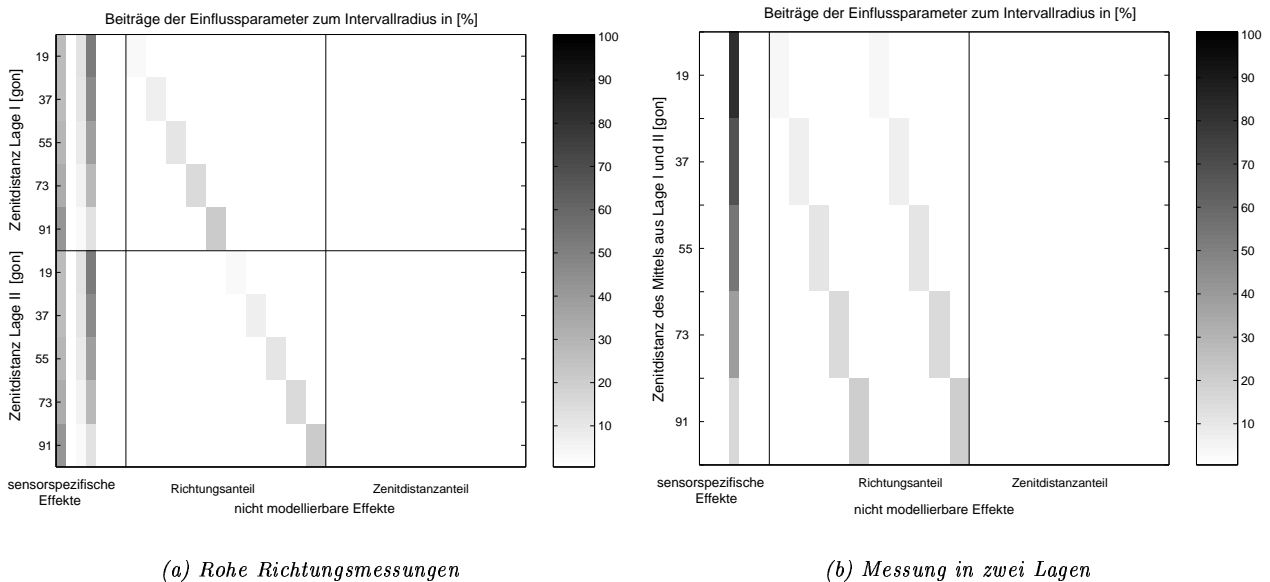 Beiträge der Einflussparameter zum Intervallradius in [%]
Zenitdistanz Lage I [gon]
19
37
55
73
91
Zenitdistanz Lage II [gon]
19
37
55
73
91
100
90
80
70
60
50
40
30
20
10
sensorspezifische
Effekte
Richtungsanteil
Zenitdistanzanteil
nicht modellierbare Effekte
(a) Rohe Richtungsmessungen
Beiträge der Einflussparameter zum Intervallradius in [%]
Zenitdistanz des Mittels aus Lage I und II [gon]
19
37
55
73
91
100
90
80
70
60
50
40
30
20
10
sensorspezifische
Effekte
Richtungsanteil
Zenitdistanzanteil
nicht modellierbare Effekte
(b) Messung in zwei Lagen